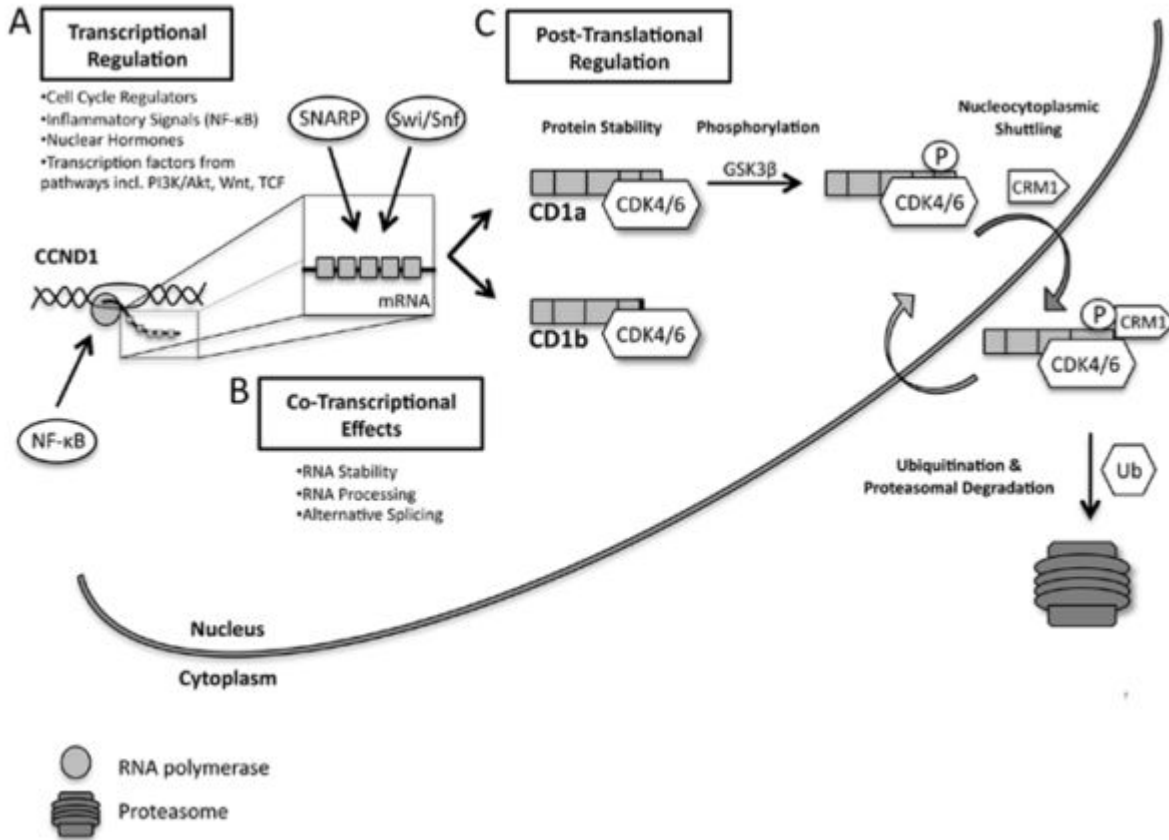 A
Transcriptional
Regulation
•Cell Cycle Regulators
•Inflammatory Signals (NF-κB)
•Nuclear Hormones
•Transcription factors from
pathways incl. PI3K/Akt, Wnt, TCF
SNARP
Swi/Snf
CCND1
mRNA
NF-κB
B
Co-Transcriptional
Effects
•RNA Stability
•RNA Processing
•Alternative Splicing
C
Post-Translational
Regulation
Protein Stability
Phosphorylation
Nucleocytoplasmic
Shuttling
CD1a
CDK4/6
GSK3β
P
CDK4/6
CRM1
CD1b
CDK4/6
P
CRM1
CDK4/6
Ubiquitination &
Proteasomal Degradation
Ub
Nucleus
Cytoplasm
RNA polymerase
Proteasome